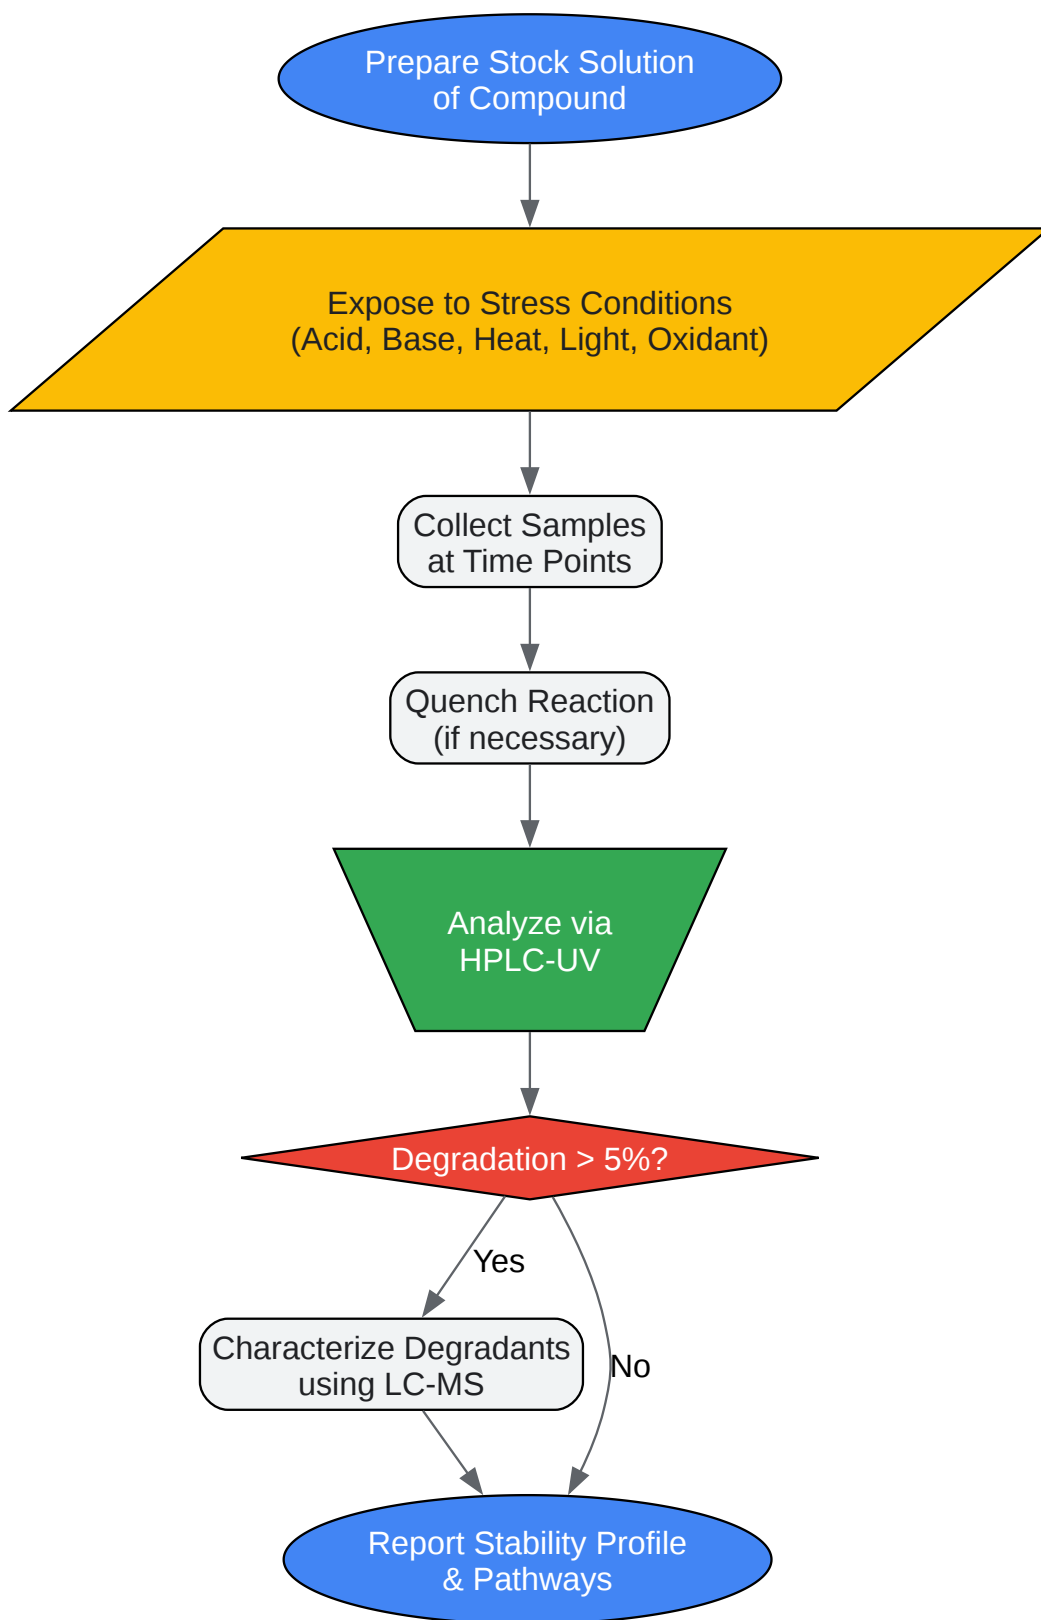 Prepare Stock Solution
of Compound
Expose to Stress Conditions
(Acid, Base, Heat, Light, Oxidant)
Collect Samples
at Time Points
Quench Reaction
(if necessary)
Analyze via
HPLC-UV
Degradation > 5%?
Yes
Characterize Degradants
using LC-MS
No
Report Stability Profile
& Pathways